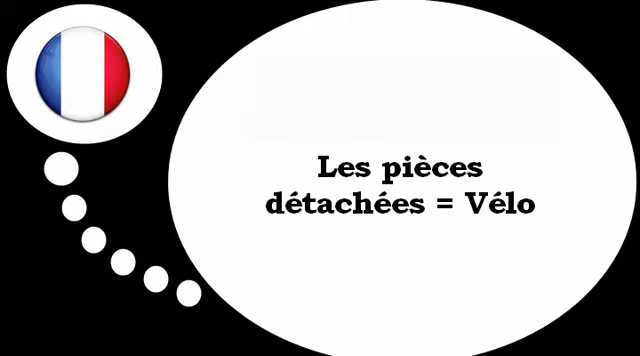 Les pièces
détachées = Vélo